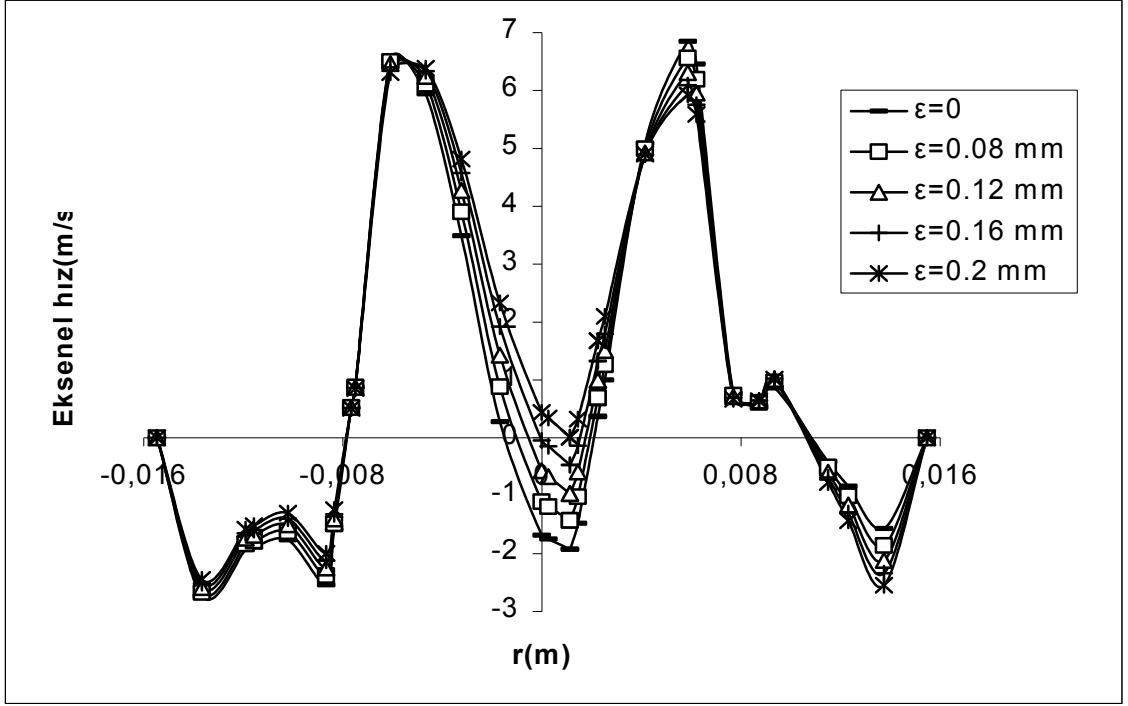 7
6
5
4
3
2
1
0
-1
-2
-3
-0,016
-0,008
0
0,008
0,016
Eksenel hız(m/s
r(m)
ε=0
ε=0.08 mm
ε=0.12 mm
ε=0.16 mm
ε=0.2 mm